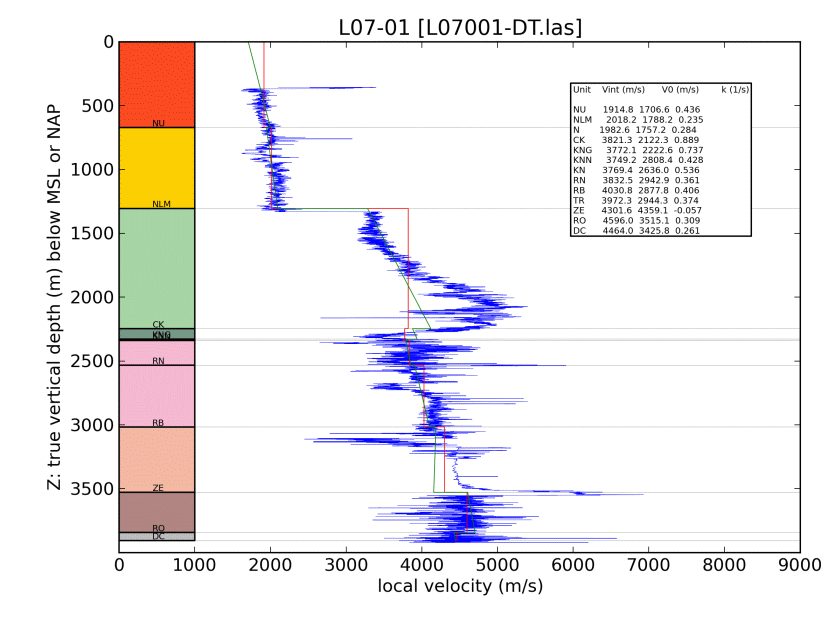 L07-01 [L07001-DT.las]
Z: true vertical depth (m) below MSL or NAP
0
500
1000
1500
2000
2500
3000
3500
NU
NLM
CK
KNG
RN
RB
ZE
RO
DC
Unit Vint (m/s) V0 (m/s) k (1/s)
NU 1914.8 1706.6 0.436
NLM 2018.2 1788.2 0.235
N 1982.6 1757.2 0.284
CK 3821.3 2122.3 0.889
KNG 3772.1 2222.6 0.737
KNN 3749.2 2808.4 0.428
KN 3769.4 2636.0 0.536
RN 3832.5 2942.9 0.361
RB 4030.8 2877.8 0.406
TR 3972.3 2944.3 0.374
ZE 4301.6 4359.1 -0.057
RO 4596.0 3515.1 0.309
DC 4464.0 3425.8 0.261
0 1000 2000 3000 4000 5000 6000 7000 8000 9000
local velocity (m/s)